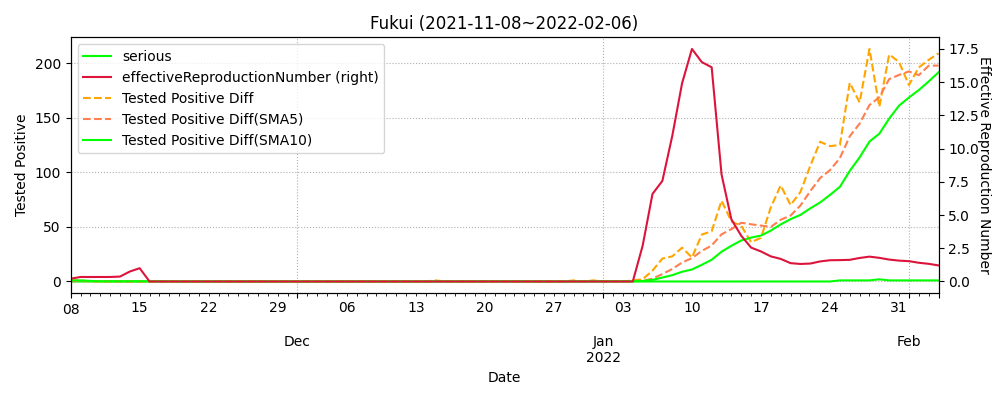 Fukui (2021-11-08~2022-02-06)
serious
effectiveReproductionNumber (right)
Tested Positive Diff
Tested Positive Diff(SMA5)
Tested Positive Diff(SMA10)
Tested Positive
200
150
100
50
0
17.5
15.0
12.5
10.0
7.5
5.0
2.5
0.0
Effective Reproduction Number
08 15 22 29 06 13 20 27 03 10 17 24 31
Dec Jan Feb
2022
Date